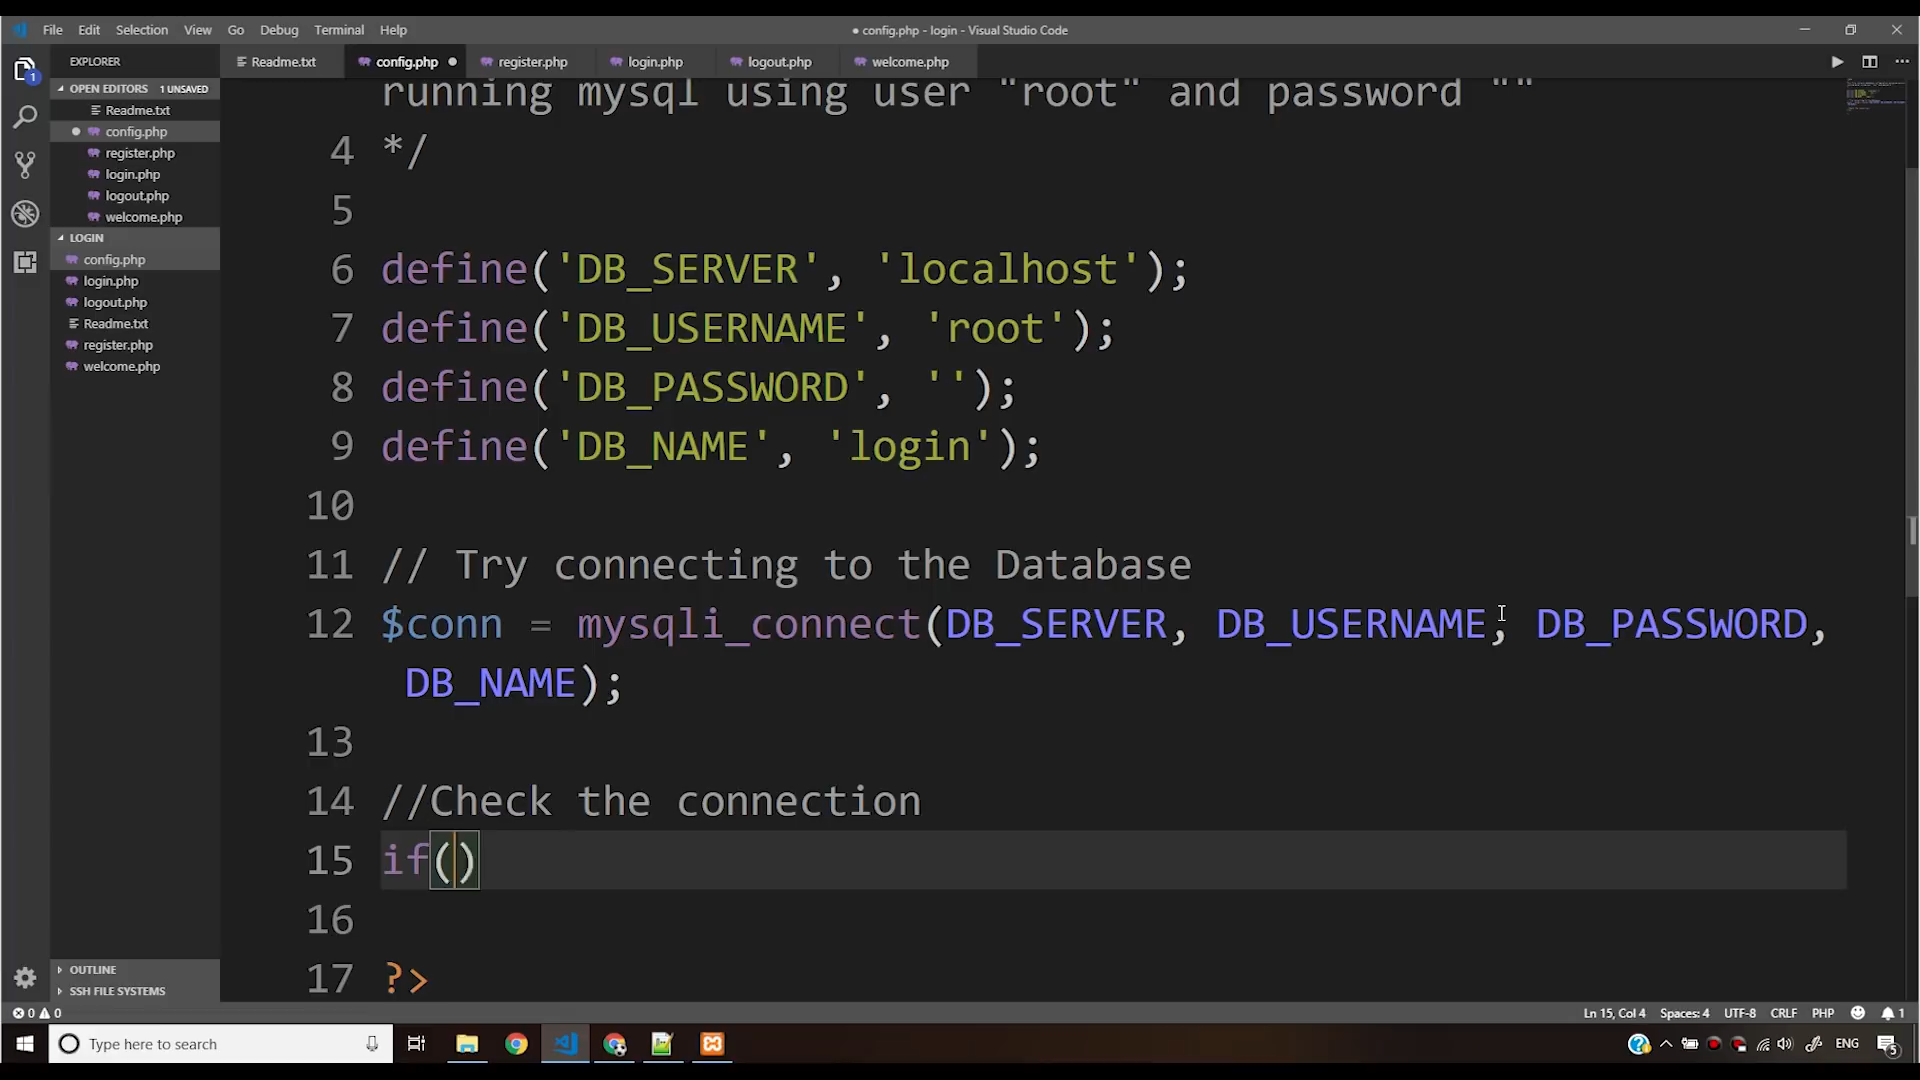 File Edit Selection View Go Debug Terminal Help
● config.php - login - Visual Studio Code
EXPLORER
Readme.txt
config.php
register.php
login.php
logout.php
welcome.php
OPEN EDITORS 1 UNSAVED
Readme.txt
config.php
register.php
login.php
logout.php
welcome.php
LOGIN
config.php
login.php
logout.php
Readme.txt
register.php
welcome.php
OUTLINE
SSH FILE SYSTEMS
1
running mysql using user "root" and password ""
4 */
5
6 define('DB_SERVER', 'localhost');
7 define('DB_USERNAME', 'root');
8 define('DB_PASSWORD', '');
9 define('DB_NAME', 'login');
10
11 // Try connecting to the Database
12 $conn = mysqli_connect(DB_SERVER, DB_USERNAME, DB_PASSWORD,
DB_NAME);
13
14 //Check the connection
15 if()
16
17 ?>
0 0
Ln 15, Col 4 Spaces: 4 UTF-8 CRLF PHP 1
Type here to search
ENG
5